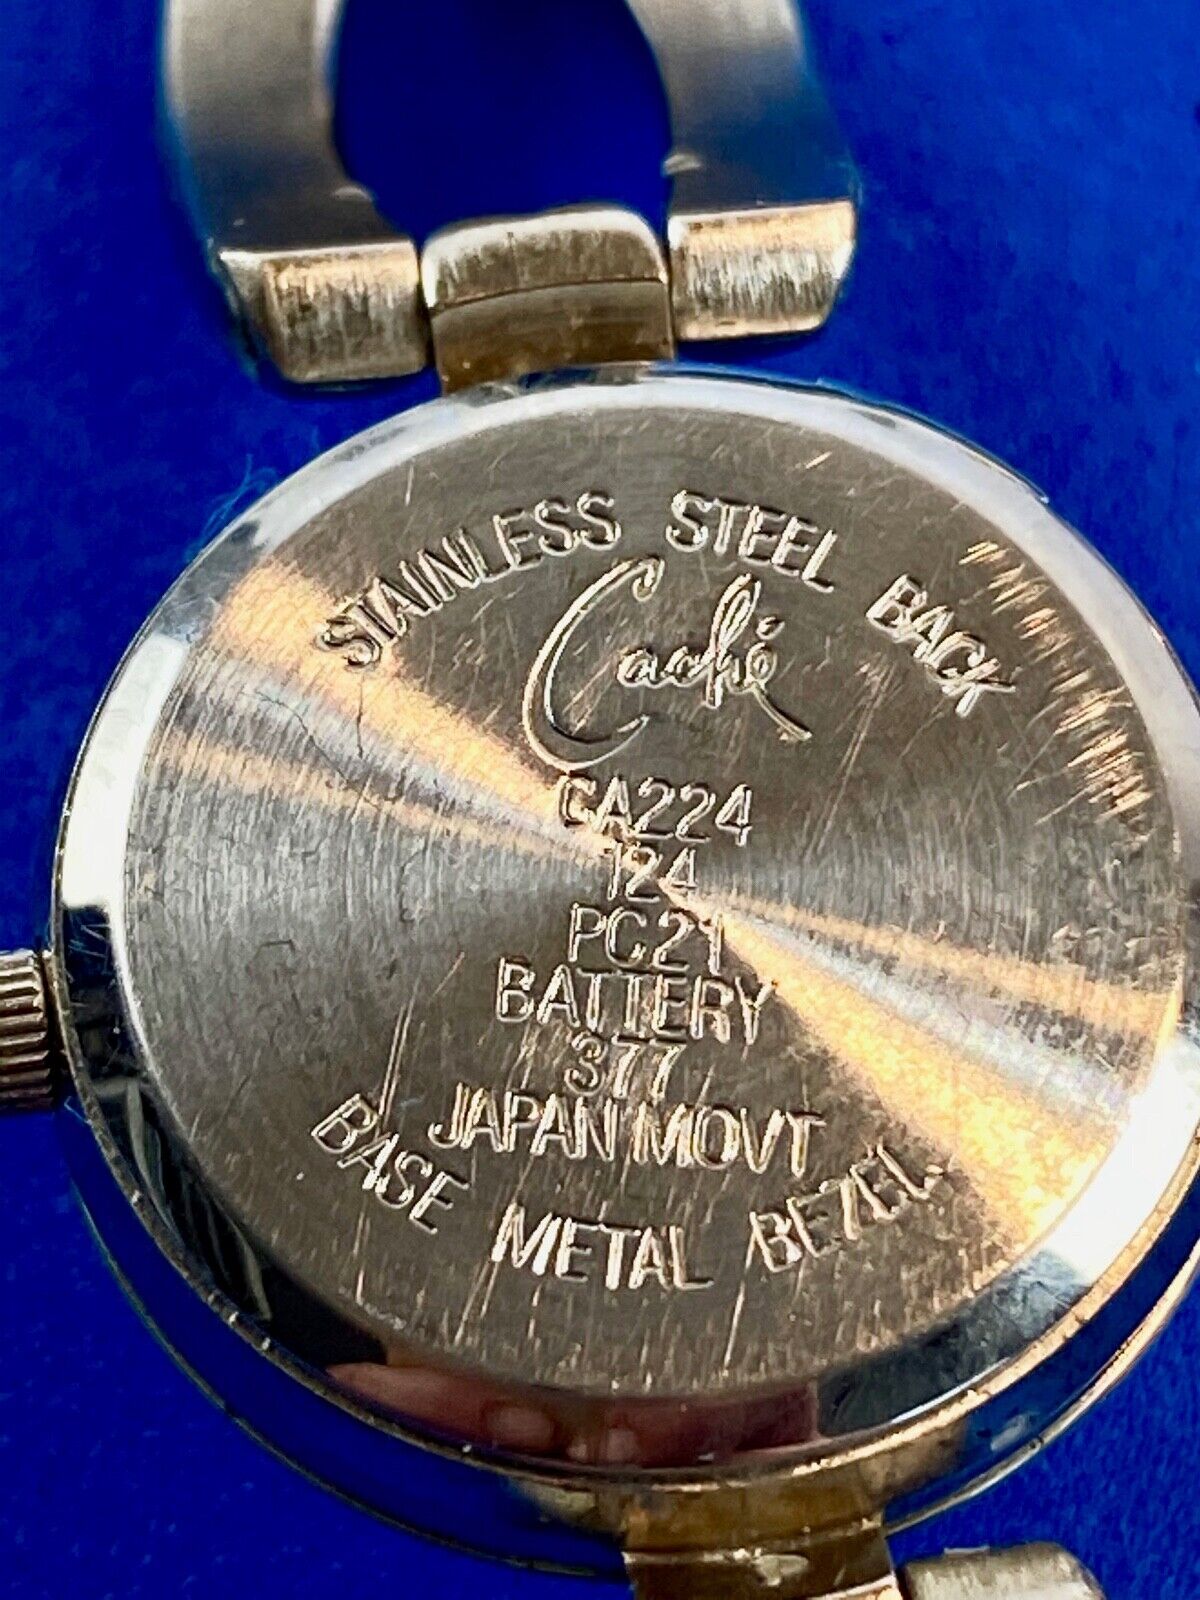 STAINLESS STEEL BACK
Caché
CA224
124
PC21
BATTERY
377
JAPAN MOVT
BASE METAL BEZEL